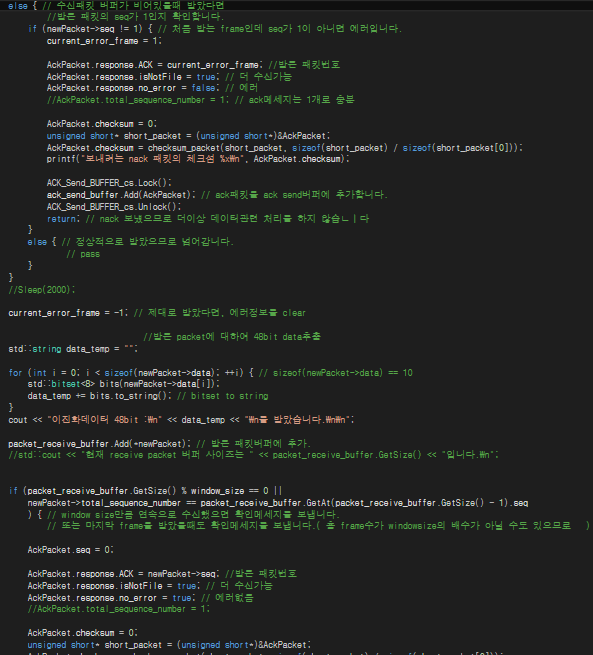 else { // 수신패킷 버퍼가 비어있을때 받았다면
//받은 패킷의 seq가 1인지 확인합니다.
if (newPacket->seq != 1) { // 처음 받는 frame인데 seq가 1이 아니면 에러입니다.
current_error_frame = 1;
AckPacket.response.ACK = current_error_frame; //받은 패킷번호
AckPacket.response.isNotFile = true; // 더 수신가능
AckPacket.response.no_error = false; // 에러
//AckPacket.total_sequence_number = 1; // ack메세지는 1개로 충분
AckPacket.checksum = 0;
unsigned short* short_packet = (unsigned short*)&AckPacket;
AckPacket.checksum = checksum_packet(short_packet, sizeof(short_packet) / sizeof(short_packet[0]));
printf("보내려는 nack 패킷의 체크섬 %x\n", AckPacket.checksum);
ACK_Send_BUFFER_cs.Lock();
ack_send_buffer.Add(AckPacket); // ack패킷을 ack send버퍼에 추가합니다.
ACK_Send_BUFFER_cs.Unlock();
return; // nack 보냈으므로 더이상 데이터관련 처리를 하지 않습ㄴㅣ다
}
else { // 정상적으로 받았으므로 넘어갑니다.
// pass
}
}
//Sleep(2000);
current_error_frame = -1; // 제대로 받았다면, 에러정보를 clear
//받은 packet에 대하여 48bit data추출
std::string data_temp = "";
for (int i = 0; i < sizeof(newPacket->data); ++i) { // sizeof(newPacket->data) == 10
std::bitset<8> bits(newPacket->data[i]);
data_temp += bits.to_string(); // bitset to string
}
cout << "이진화데이터 48bit :\n" << data_temp << "\n를 받았습니다.\n\n";
packet_receive_buffer.Add(*newPacket); // 받은 패킷버퍼에 추가.
//std::cout << "현재 receive packet 버퍼 사이즈는 " << packet_receive_buffer.GetSize() << "입니다.\n";
if (packet_receive_buffer.GetSize() % window_size == 0 ||
newPacket->total_sequence_number == packet_receive_buffer.GetAt(packet_receive_buffer.GetSize() - 1).seq
) { // window size만큼 연속으로 수신했으면 확인메세지를 보냅니다.
// 또는 마지막 frame을 받았을때도 확인메세지를 보냅니다.( 총 frame수가 windowsize의 배수가 아닐 수도 있으므로 )
AckPacket.seq = 0;
AckPacket.response.ACK = newPacket->seq; //받은 패킷번호
AckPacket.response.isNotFile = true; // 더 수신가능
AckPacket.response.no_error = true; // 에러없음
//AckPacket.total_sequence_number = 1;
AckPacket.checksum = 0;
unsigned short* short_packet = (unsigned short*)&AckPacket;